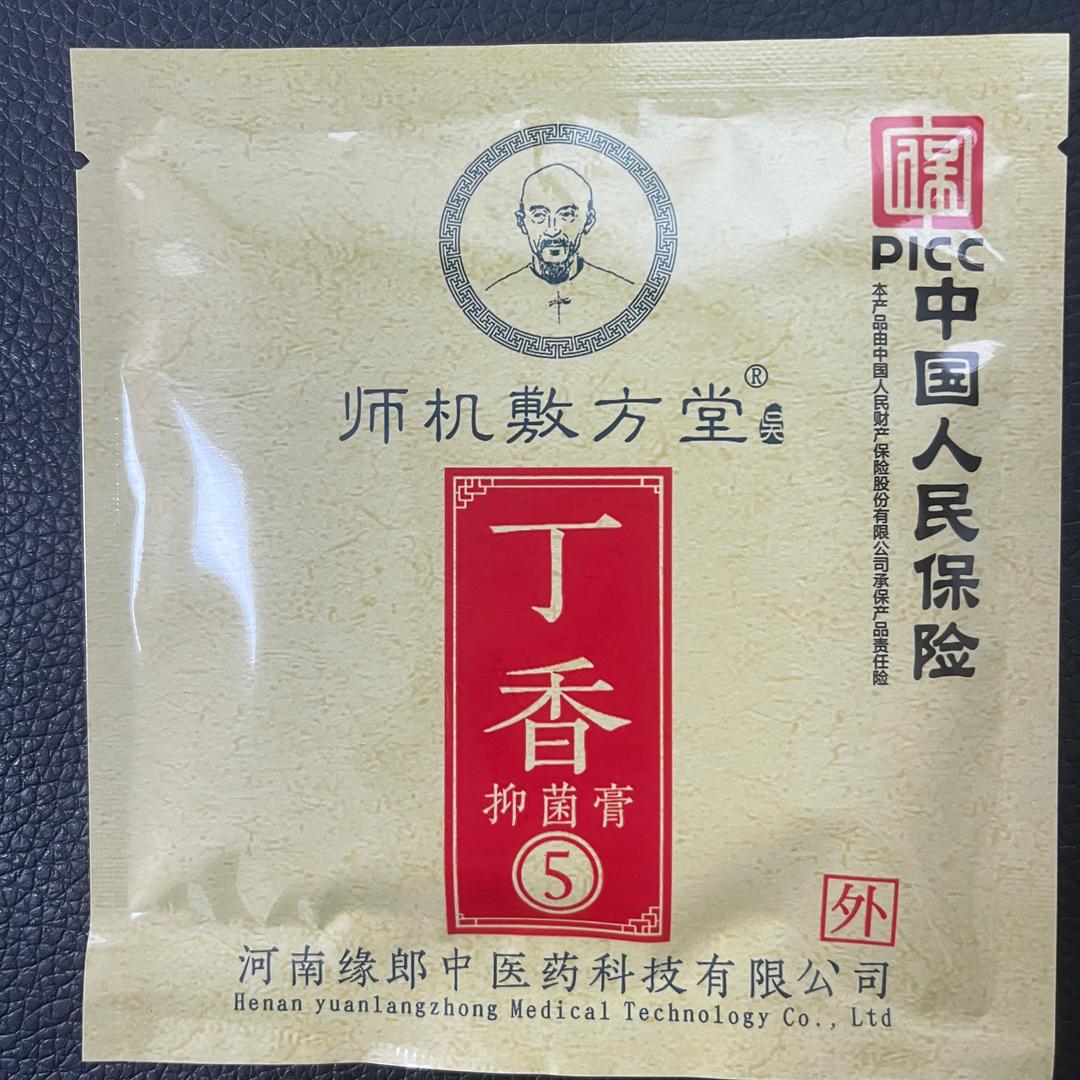 师机敷方堂®
吴
丁香
抑菌膏
5
外
河南缘郎中医药科技有限公司
Henan yuanlangzhong Medical Technology Co., Ltd
保
PICC
中国人民保险
本产品由中国人民财产保险股份有限公司承保产品责任险